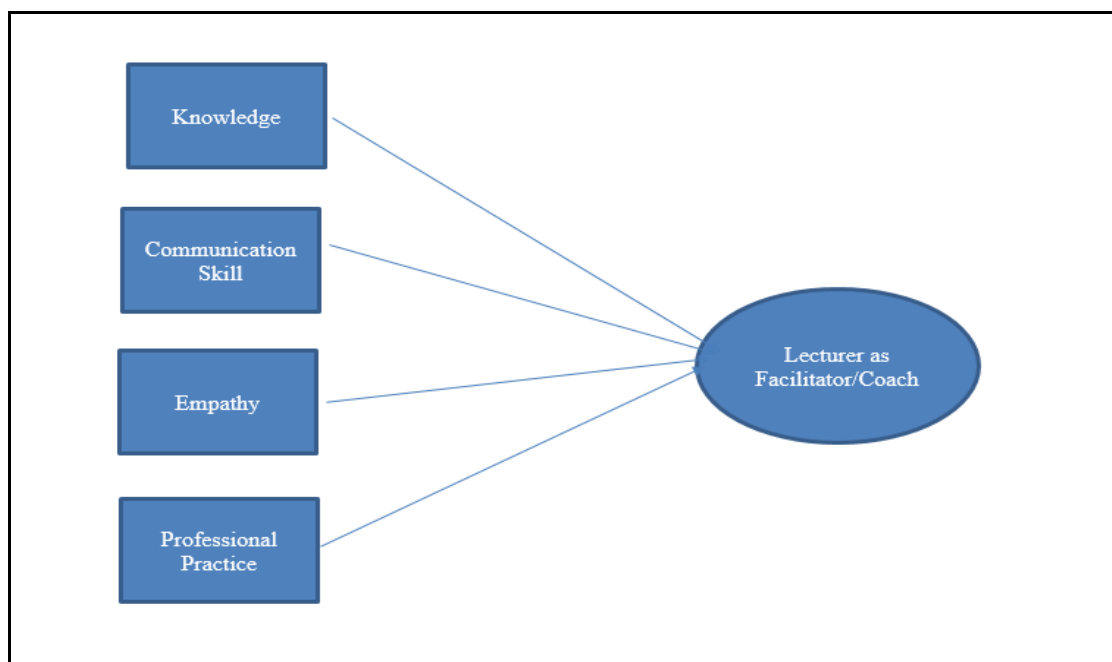 Knowledge
Communication
Skill
Empathy
Professional
Practice
Lecturer as
Facilitator/Coach